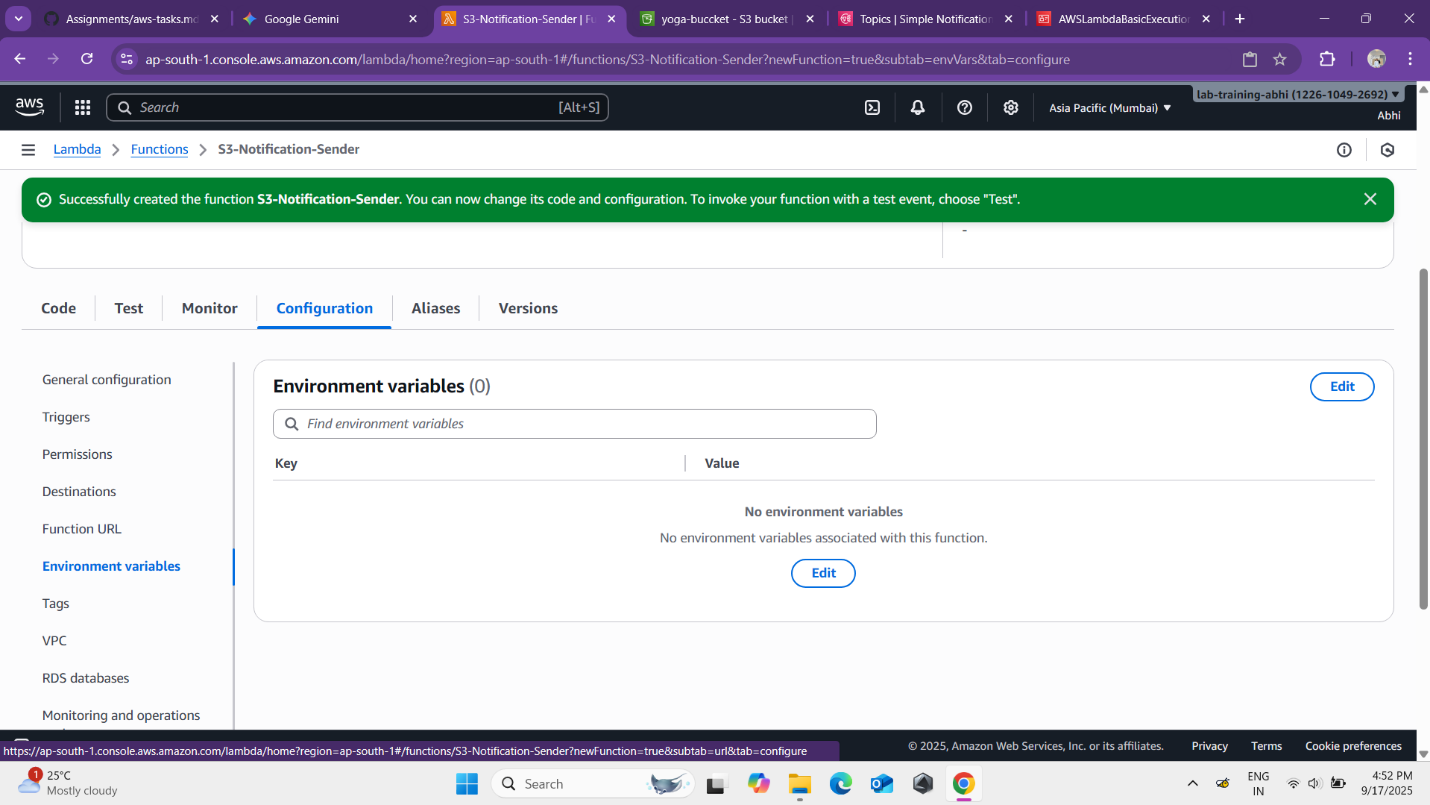 Assignments/aws-tasks.md
Google Gemini
S3-Notification-Sender | Fu
yoga-buccket - S3 bucket
Topics | Simple Notification
AWSLambdaBasicExecution
ap-south-1.console.aws.amazon.com/lambda/home?region=ap-south-1#/functions/S3-Notification-Sender?newFunction=true&subtab=envVars&tab=configure
aws
Search
[Alt+S]
Asia Pacific (Mumbai)
lab-training-abhi (1226-1049-2692)
Abhi
Lambda
Functions
S3-Notification-Sender
Successfully created the function S3-Notification-Sender. You can now change its code and configuration. To invoke your function with a test event, choose "Test".
-
Code
Test
Monitor
Configuration
Aliases
Versions
General configuration
Triggers
Permissions
Destinations
Function URL
Environment variables
Tags
VPC
RDS databases
Monitoring and operations
Environment variables (0)
Edit
Find environment variables
Key
Value
No environment variables
No environment variables associated with this function.
Edit
https://ap-south-1.console.aws.amazon.com/lambda/home?region=ap-south-1#/functions/S3-Notification-Sender?newFunction=true&subtab=url&tab=configure
© 2025, Amazon Web Services, Inc. or its affiliates.
Privacy
Terms
Cookie preferences
1
25°C
Mostly cloudy
Search
ENG
IN
4:52 PM
9/17/2025